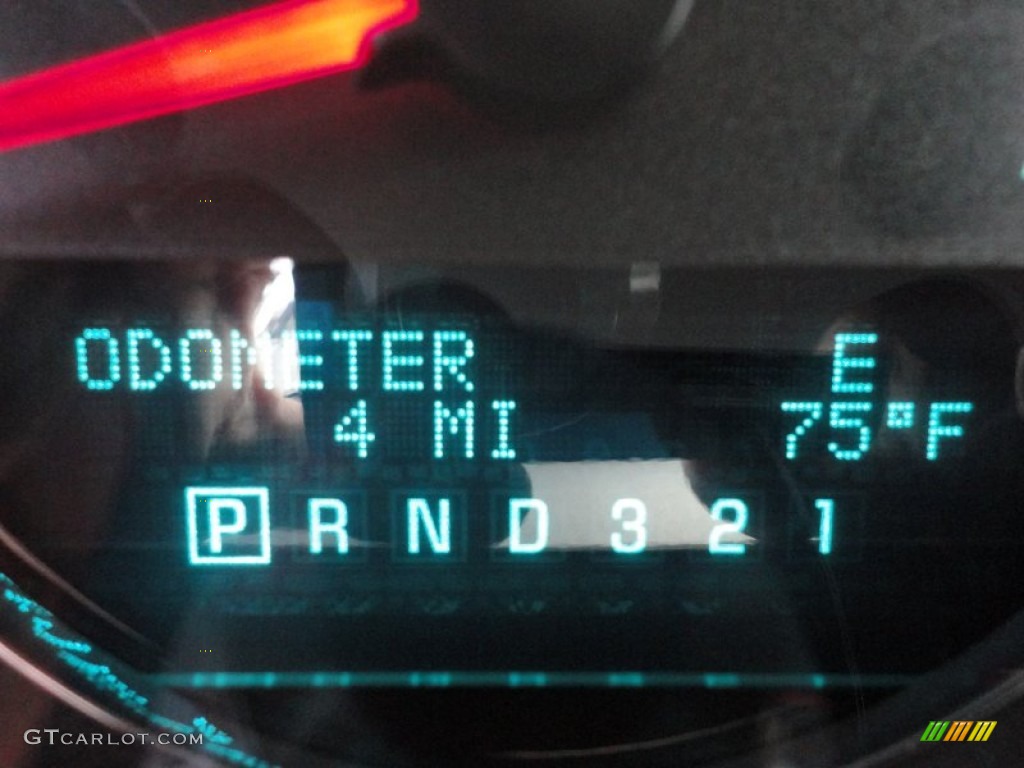 ODOMETER E
4 MI 75°F
P R N D 3 2 1
GTCARLOT.COM